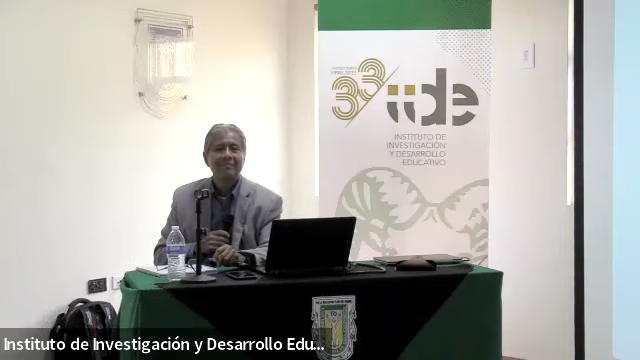 33
iide
INSTITUTO DE
INVESTIGACIÓN
Y DESARROLLO
EDUCATIVO
Instituto de Investigación y Desarrollo Edu...